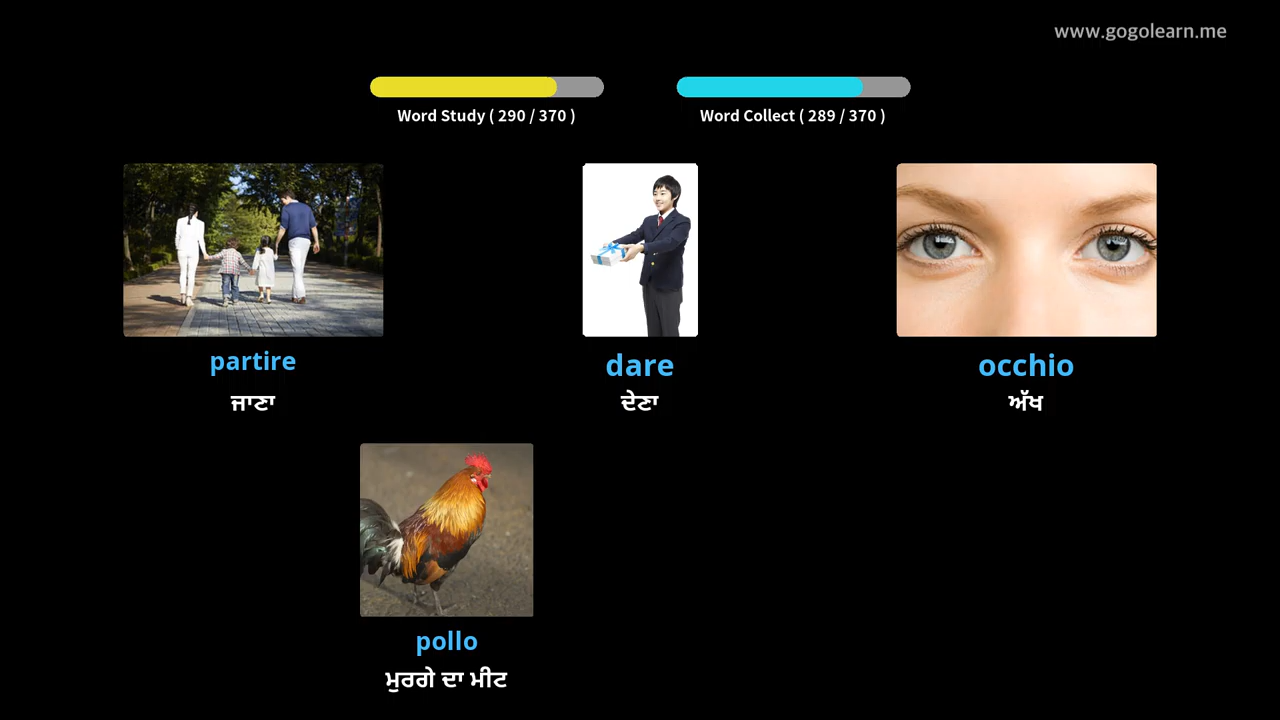 www.gogolearn.me
Word Study ( 290 / 370 )
Word Collect ( 289 / 370 )
partire
ਜਾਣਾ
dare
ਦੇਣਾ
occhio
ਅੱਖ
pollo
ਮੁਰਗੇ ਦਾ ਮੀਟ